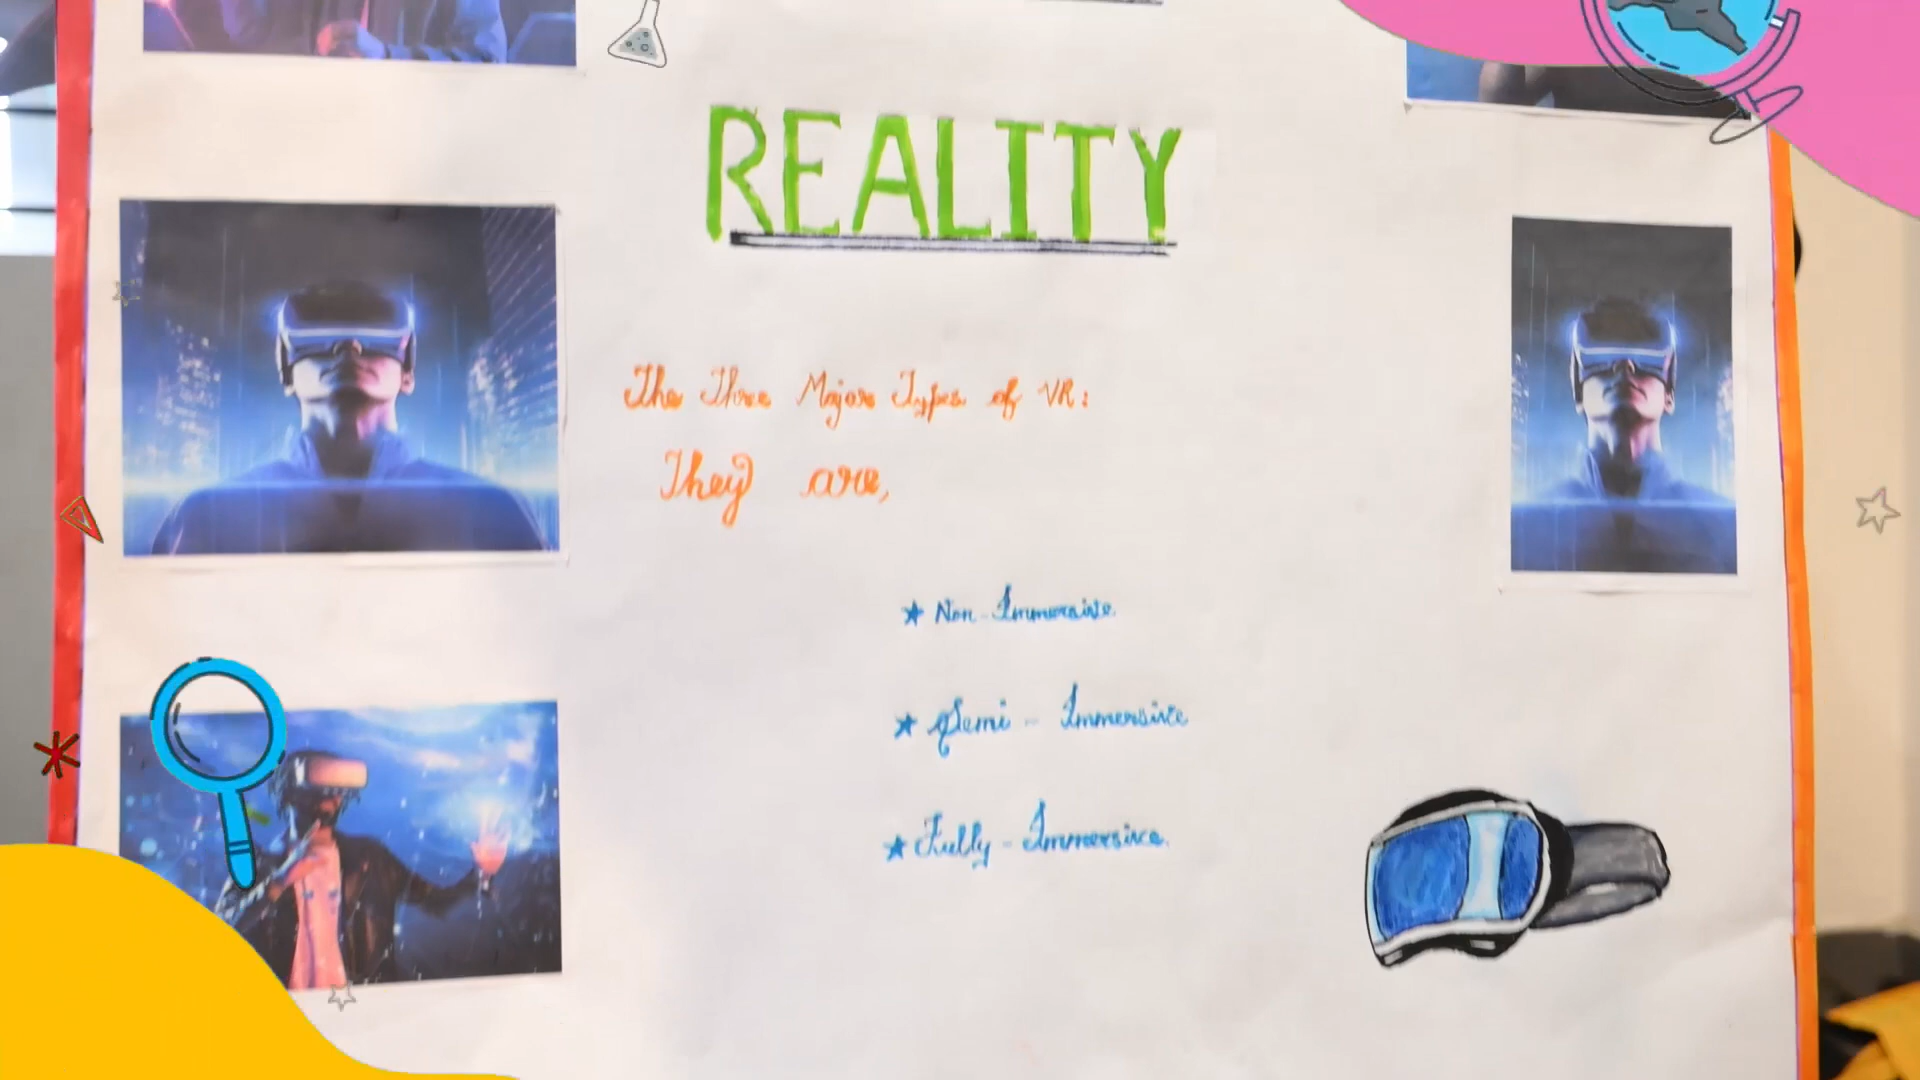 REALITY
The Three Major Types of VR:
They are,
★ Non-Immersive
★ Semi - Immersive
★ Fully - Immersive.